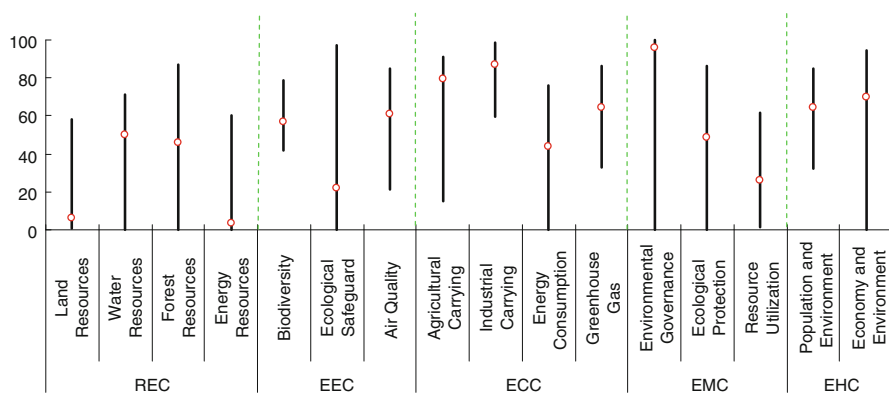 100
80
60
40
20
0
Land
Resources
Water
Resources
Forest
Resources
Energy
Resources
Biodiversity
Ecological
Safeguard
Air Quality
Agricultural
Carrying
Industrial
Carrying
Energy
Consumption
Greenhouse
Gas
Environmental
Governance
Ecological
Protection
Resource
Utilization
Population and
Environment
Economy and
Environment
REC
EEC
ECC
EMC
EHC